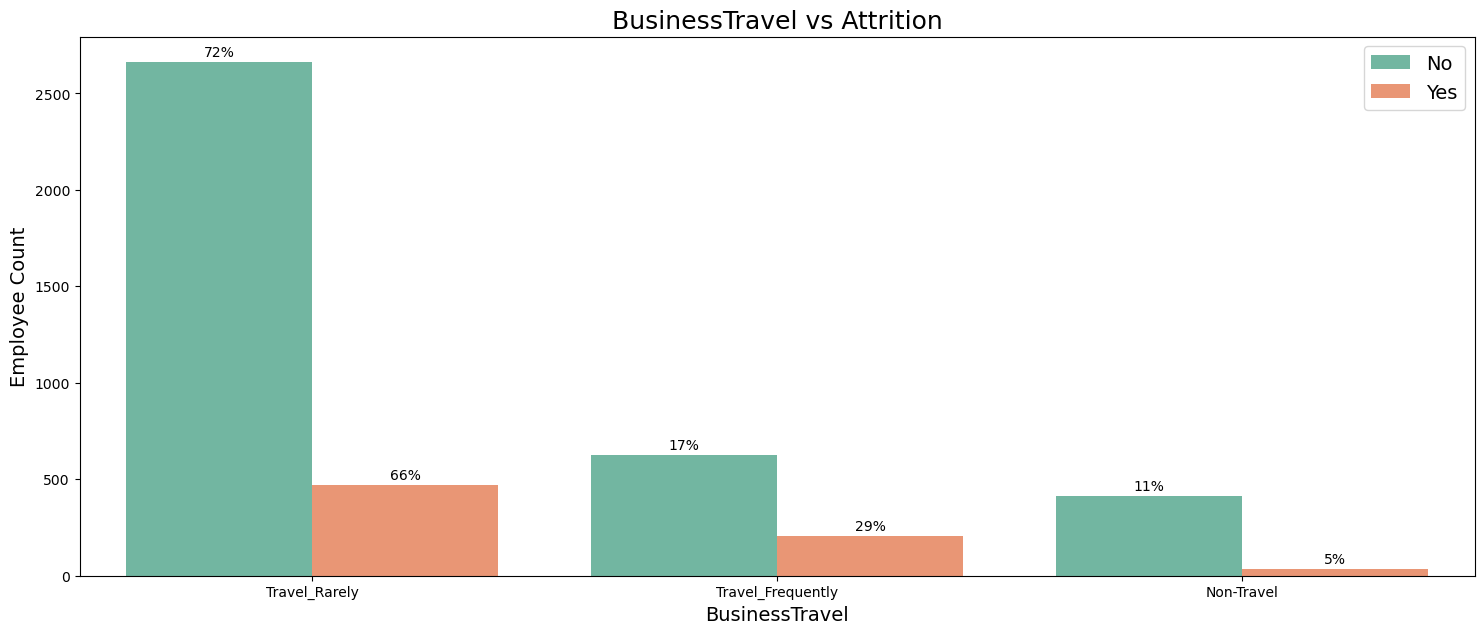 BusinessTravel vs Attrition
No
Yes
72%
66%
17%
29%
11%
5%
2500
2000
1500
1000
500
0
Employee Count
Travel_Rarely
Travel_Frequently
Non-Travel
BusinessTravel